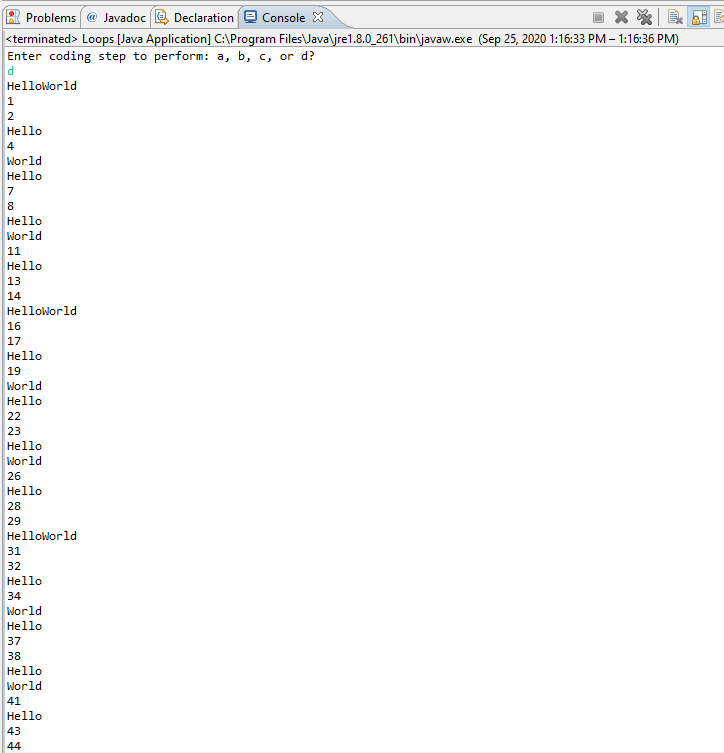 Problems @ Javadoc Declaration Console
<terminated> Loops [Java Application] C:\Program Files\Java\jre1.8.0_261\bin\javaw.exe (Sep 25, 2020 1:16:33 PM – 1:16:36 PM)
Enter coding step to perform: a, b, c, or d?
d
HelloWorld
1
2
Hello
4
World
Hello
7
8
Hello
World
11
Hello
13
14
HelloWorld
16
17
Hello
19
World
Hello
22
23
Hello
World
26
Hello
28
29
HelloWorld
31
32
Hello
34
World
Hello
37
38
Hello
World
41
Hello
43
44